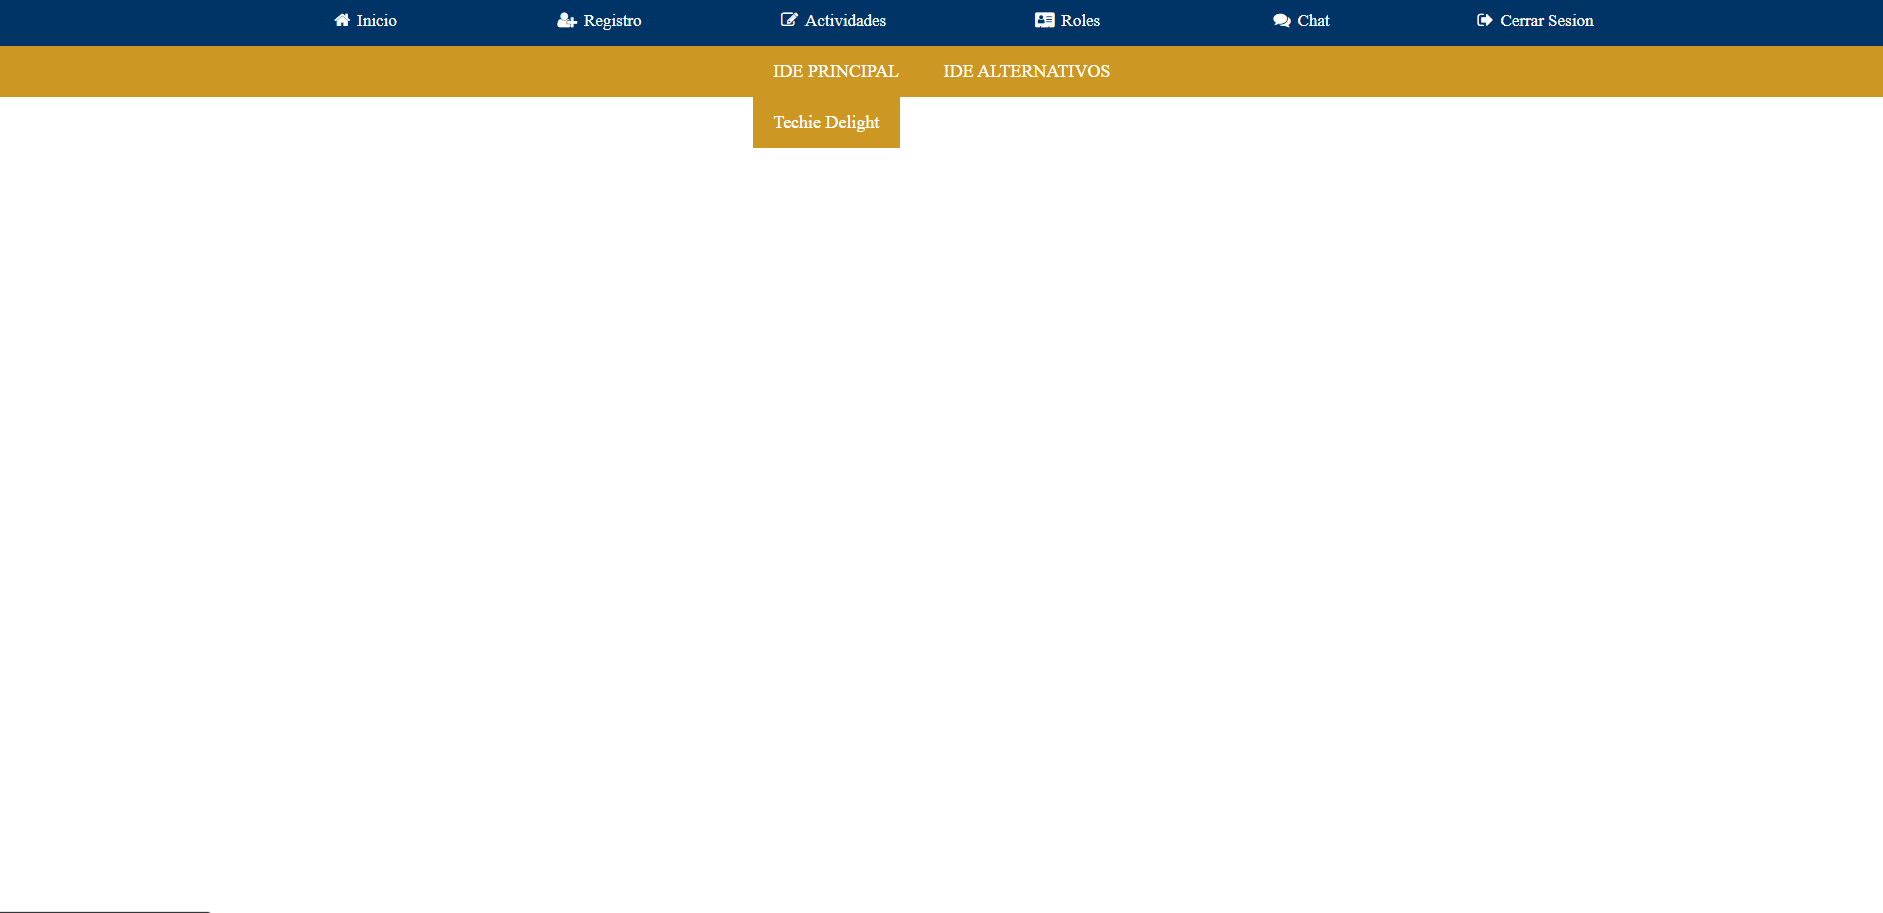 Inicio Registro Actividades Roles Chat Cerrar Sesion
IDE PRINCIPAL IDE ALTERNATIVOS
Techie Delight